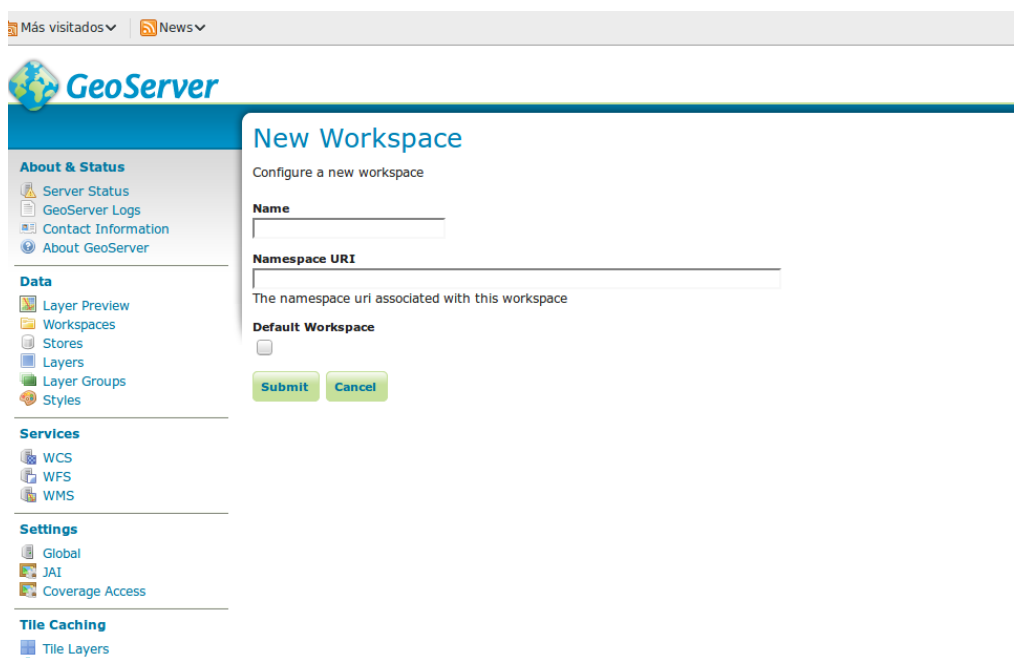 Más visitados News
GeoServer
New Workspace
Configure a new workspace
Name
Namespace URI
The namespace uri associated with this workspace
Default Workspace
Submit Cancel
About & Status
Server Status
GeoServer Logs
Contact Information
About GeoServer
Data
Layer Preview
Workspaces
Stores
Layers
Layer Groups
Styles
Services
WCS
WFS
WMS
Settings
Global
JAI
Coverage Access
Tile Caching
Tile Layers